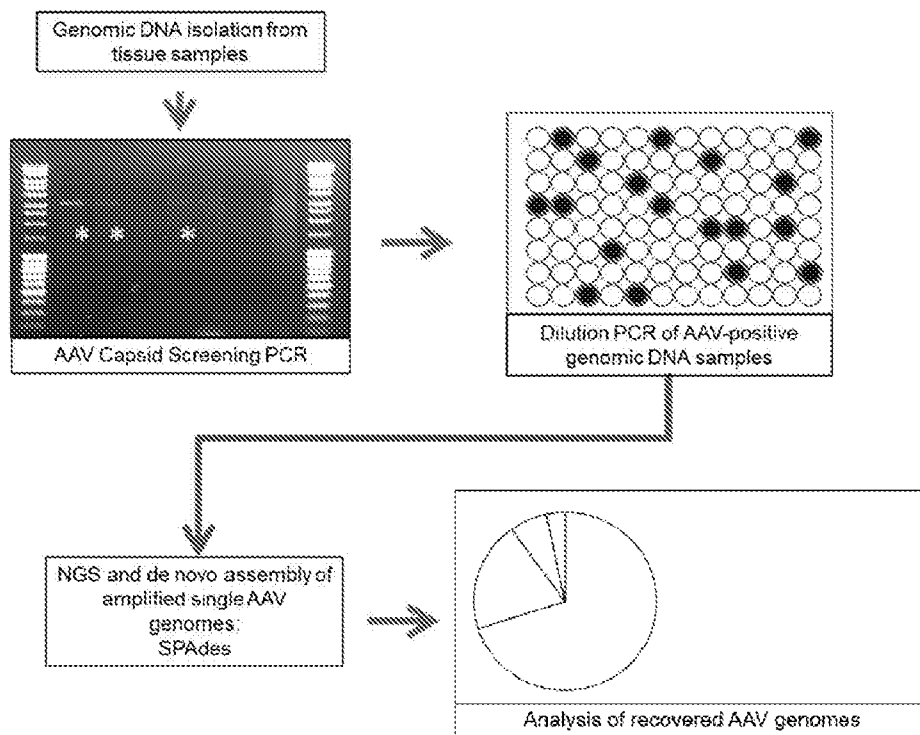 Genomic DNA isolation from
tissue samples
AAV Capsid Screening PCR
Dilution PCR of AAV-positive
genomic DNA samples
NGS and de novo assembly of
amplified single AAV
genomes:
SPAdes
Analysis of recovered AAV genomes